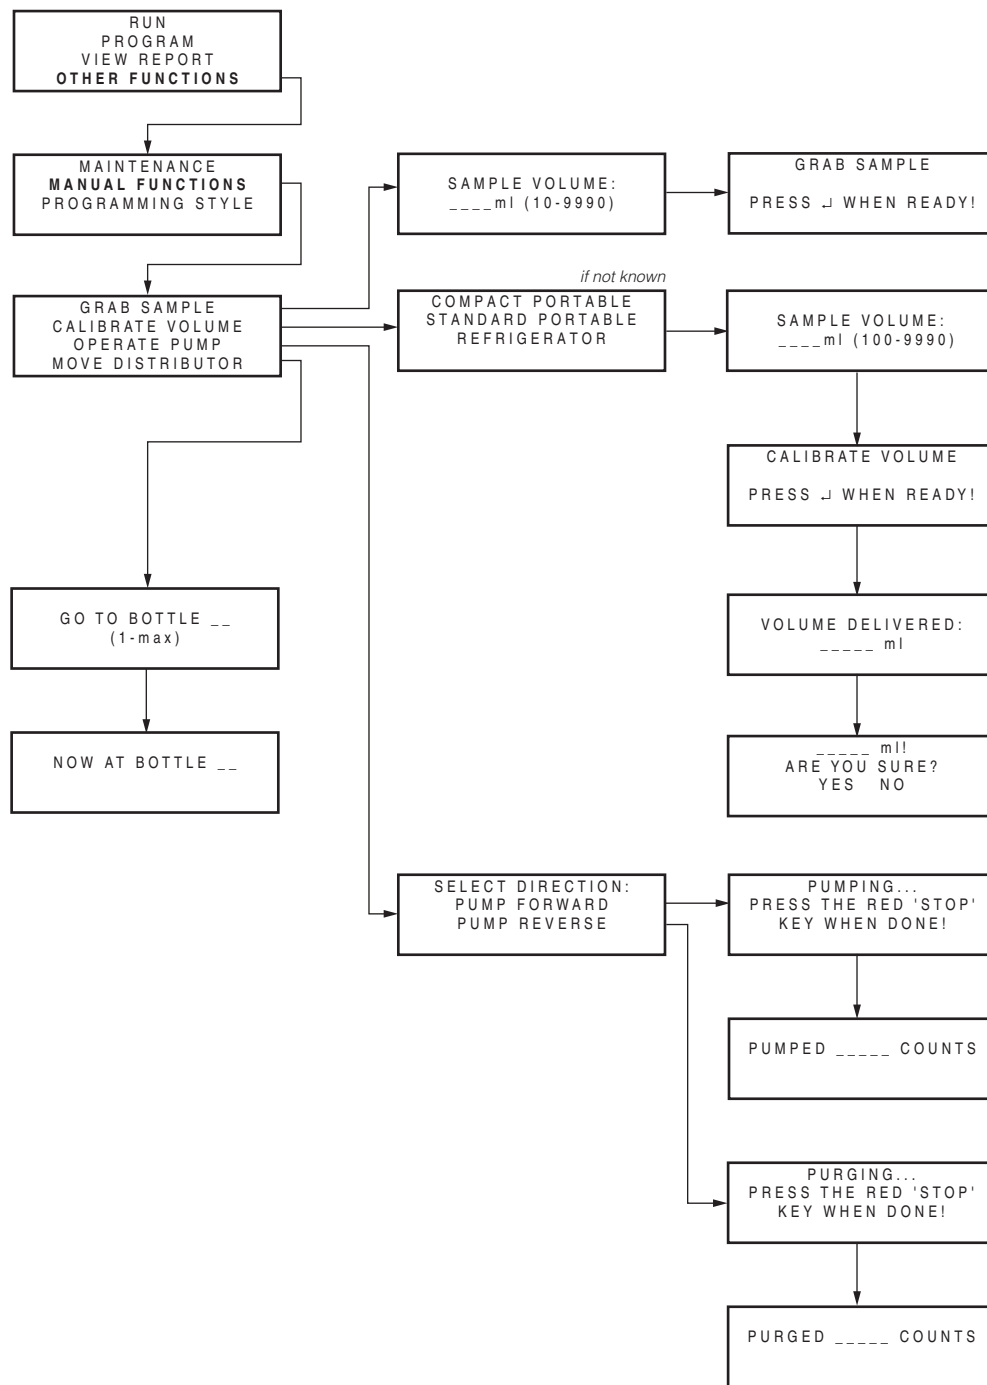 RUN
PROGRAM
VIEW REPORT
OTHER FUNCTIONS
MAINTENANCE
MANUAL FUNCTIONS
PROGRAMMING STYLE
GRAB SAMPLE
CALIBRATE VOLUME
OPERATE PUMP
MOVE DISTRIBUTOR
SAMPLE VOLUME:
____ml (10-9990)
GRAB SAMPLE
PRESS ↵ WHEN READY!
if not known
COMPACT PORTABLE
STANDARD PORTABLE
REFRIGERATOR
SAMPLE VOLUME:
____ml (100-9990)
CALIBRATE VOLUME
PRESS ↵ WHEN READY!
VOLUME DELIVERED:
_____ ml
_____ ml!
ARE YOU SURE?
YES NO
GO TO BOTTLE __
(1-max)
NOW AT BOTTLE __
SELECT DIRECTION:
PUMP FORWARD
PUMP REVERSE
PUMPING...
PRESS THE RED 'STOP'
KEY WHEN DONE!
PUMPED _____ COUNTS
PURGING...
PRESS THE RED 'STOP'
KEY WHEN DONE!
PURGED _____ COUNTS